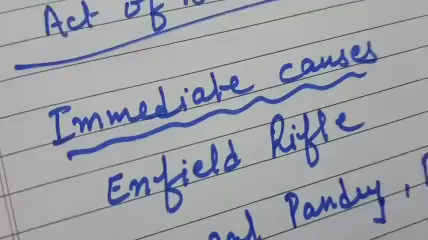 Act of
Immediate causes
Enfield Rifle
Pandey,